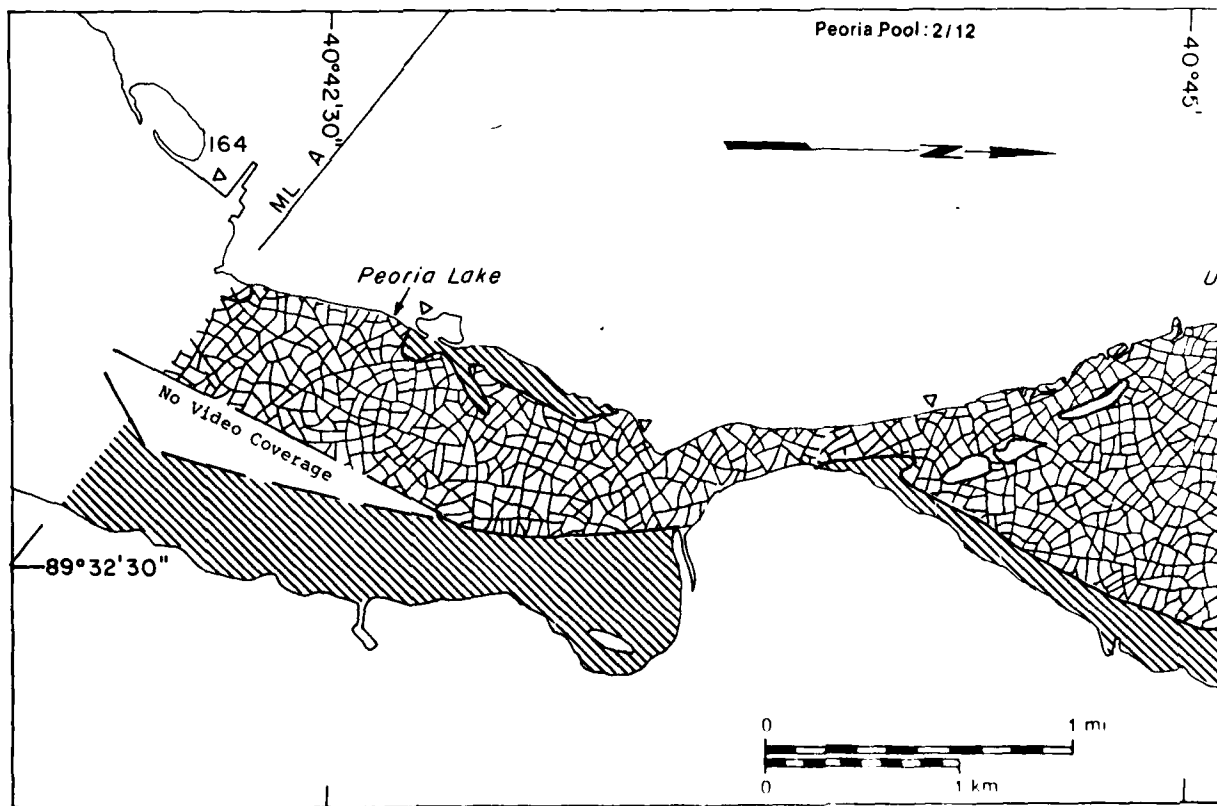 Peoria Pool: 2/12
40°42'30"
40°45'
164
ML A
N
Peoria Lake
U
No Video Coverage
89°32'30"
0 1 mi
0 1 km